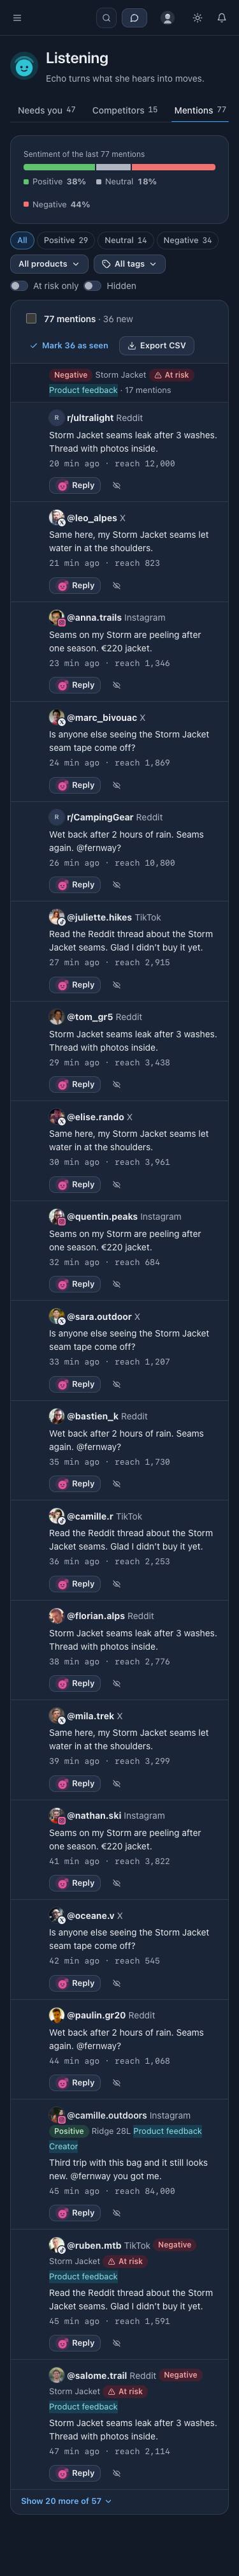 Listening
Echo turns what she hears into moves.
Needs you 47 Competitors 15 Mentions 77
Sentiment of the last 77 mentions
Positive 38% Neutral 18%
Negative 44%
All Positive 29 Neutral 14 Negative 34
All products All tags
At risk only Hidden
77 mentions · 36 new
Mark 36 as seen Export CSV
Negative Storm Jacket At risk
Product feedback · 17 mentions
R r/ultralight Reddit
Storm Jacket seams leak after 3 washes.
Thread with photos inside.
20 min ago · reach 12,000
Reply
@leo_alpes X
Same here, my Storm Jacket seams let
water in at the shoulders.
21 min ago · reach 823
Reply
@anna.trails Instagram
Seams on my Storm are peeling after
one season. €220 jacket.
23 min ago · reach 1,346
Reply
@marc_bivouac X
Is anyone else seeing the Storm Jacket
seam tape come off?
24 min ago · reach 1,869
Reply
R r/CampingGear Reddit
Wet back after 2 hours of rain. Seams
again. @fernway?
26 min ago · reach 10,800
Reply
@juliette.hikes TikTok
Read the Reddit thread about the Storm
Jacket seams. Glad I didn't buy it yet.
27 min ago · reach 2,915
Reply
@tom_gr5 Reddit
Storm Jacket seams leak after 3 washes.
Thread with photos inside.
29 min ago · reach 3,438
Reply
@elise.rando X
Same here, my Storm Jacket seams let
water in at the shoulders.
30 min ago · reach 3,961
Reply
@quentin.peaks Instagram
Seams on my Storm are peeling after
one season. €220 jacket.
32 min ago · reach 684
Reply
@sara.outdoor X
Is anyone else seeing the Storm Jacket
seam tape come off?
33 min ago · reach 1,207
Reply
@bastien_k Reddit
Wet back after 2 hours of rain. Seams
again. @fernway?
35 min ago · reach 1,730
Reply
@camille.r TikTok
Read the Reddit thread about the Storm
Jacket seams. Glad I didn't buy it yet.
36 min ago · reach 2,253
Reply
@florian.alps Reddit
Storm Jacket seams leak after 3 washes.
Thread with photos inside.
38 min ago · reach 2,776
Reply
@mila.trek X
Same here, my Storm Jacket seams let
water in at the shoulders.
39 min ago · reach 3,299
Reply
@nathan.ski Instagram
Seams on my Storm are peeling after
one season. €220 jacket.
41 min ago · reach 3,822
Reply
@oceane.v X
Is anyone else seeing the Storm Jacket
seam tape come off?
42 min ago · reach 545
Reply
@paulin.gr20 Reddit
Wet back after 2 hours of rain. Seams
again. @fernway?
44 min ago · reach 1,068
Reply
@camille.outdoors Instagram
Positive Ridge 28L Product feedback
Creator
Third trip with this bag and it still looks
new. @fernway you got me.
45 min ago · reach 84,000
Reply
@ruben.mtb TikTok Negative
Storm Jacket At risk
Product feedback
Read the Reddit thread about the Storm
Jacket seams. Glad I didn't buy it yet.
45 min ago · reach 1,591
Reply
@salome.trail Reddit Negative
Storm Jacket At risk
Product feedback
Storm Jacket seams leak after 3 washes.
Thread with photos inside.
47 min ago · reach 2,114
Reply
Show 20 more of 57